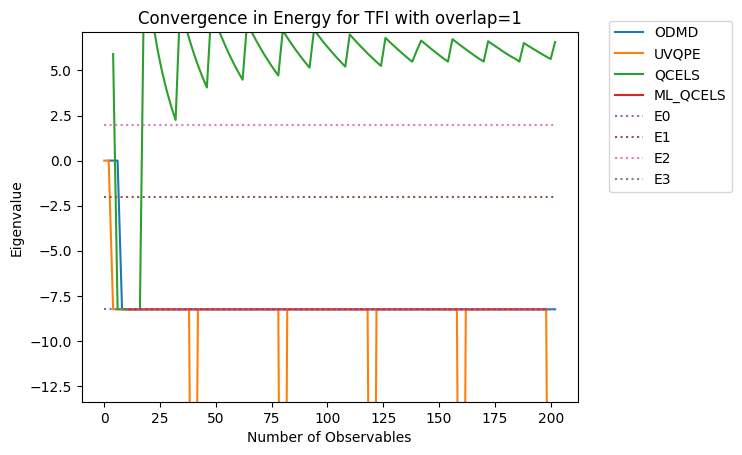 Convergence in Energy for TFI with overlap=1
ODMD
UVQPE
QCELS
ML_QCELS
E0
E1
E2
E3
Eigenvalue
5.0
2.5
0.0
−2.5
−5.0
−7.5
−10.0
−12.5
0
25
50
75
100
125
150
175
200
Number of Observables